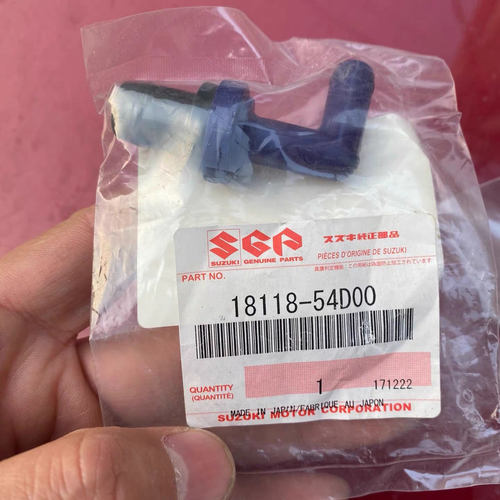 SGP
SUZUKI GENUINE PARTS
スズキ純正部品
PIÈCES D'ORIGINE DE SUZUKI
PART NO.
18118-54D00
QUANTITY
(QUANTITÉ)
1
171222
MADE IN JAPAN/FABRIQUE AU JAPON
SUZUKI MOTOR CORPORATION